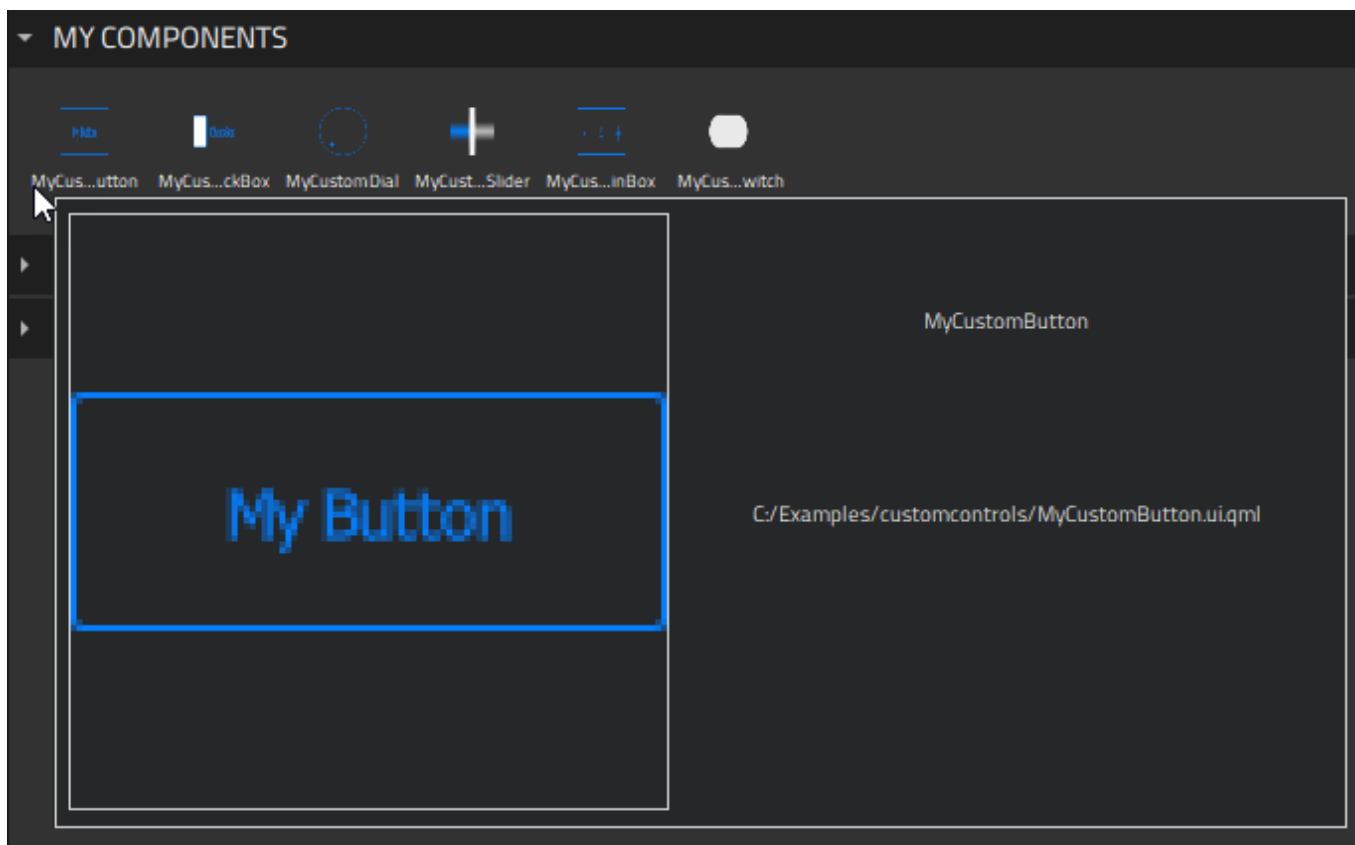 MY COMPONENTS
MyCus...utton MyCus...ckBox MyCustomDial MyCust...Slider MyCus...inBox MyCus...witch
MyCustomButton
My Button
C:/Examples/customcontrols/MyCustomButton.ui.qml